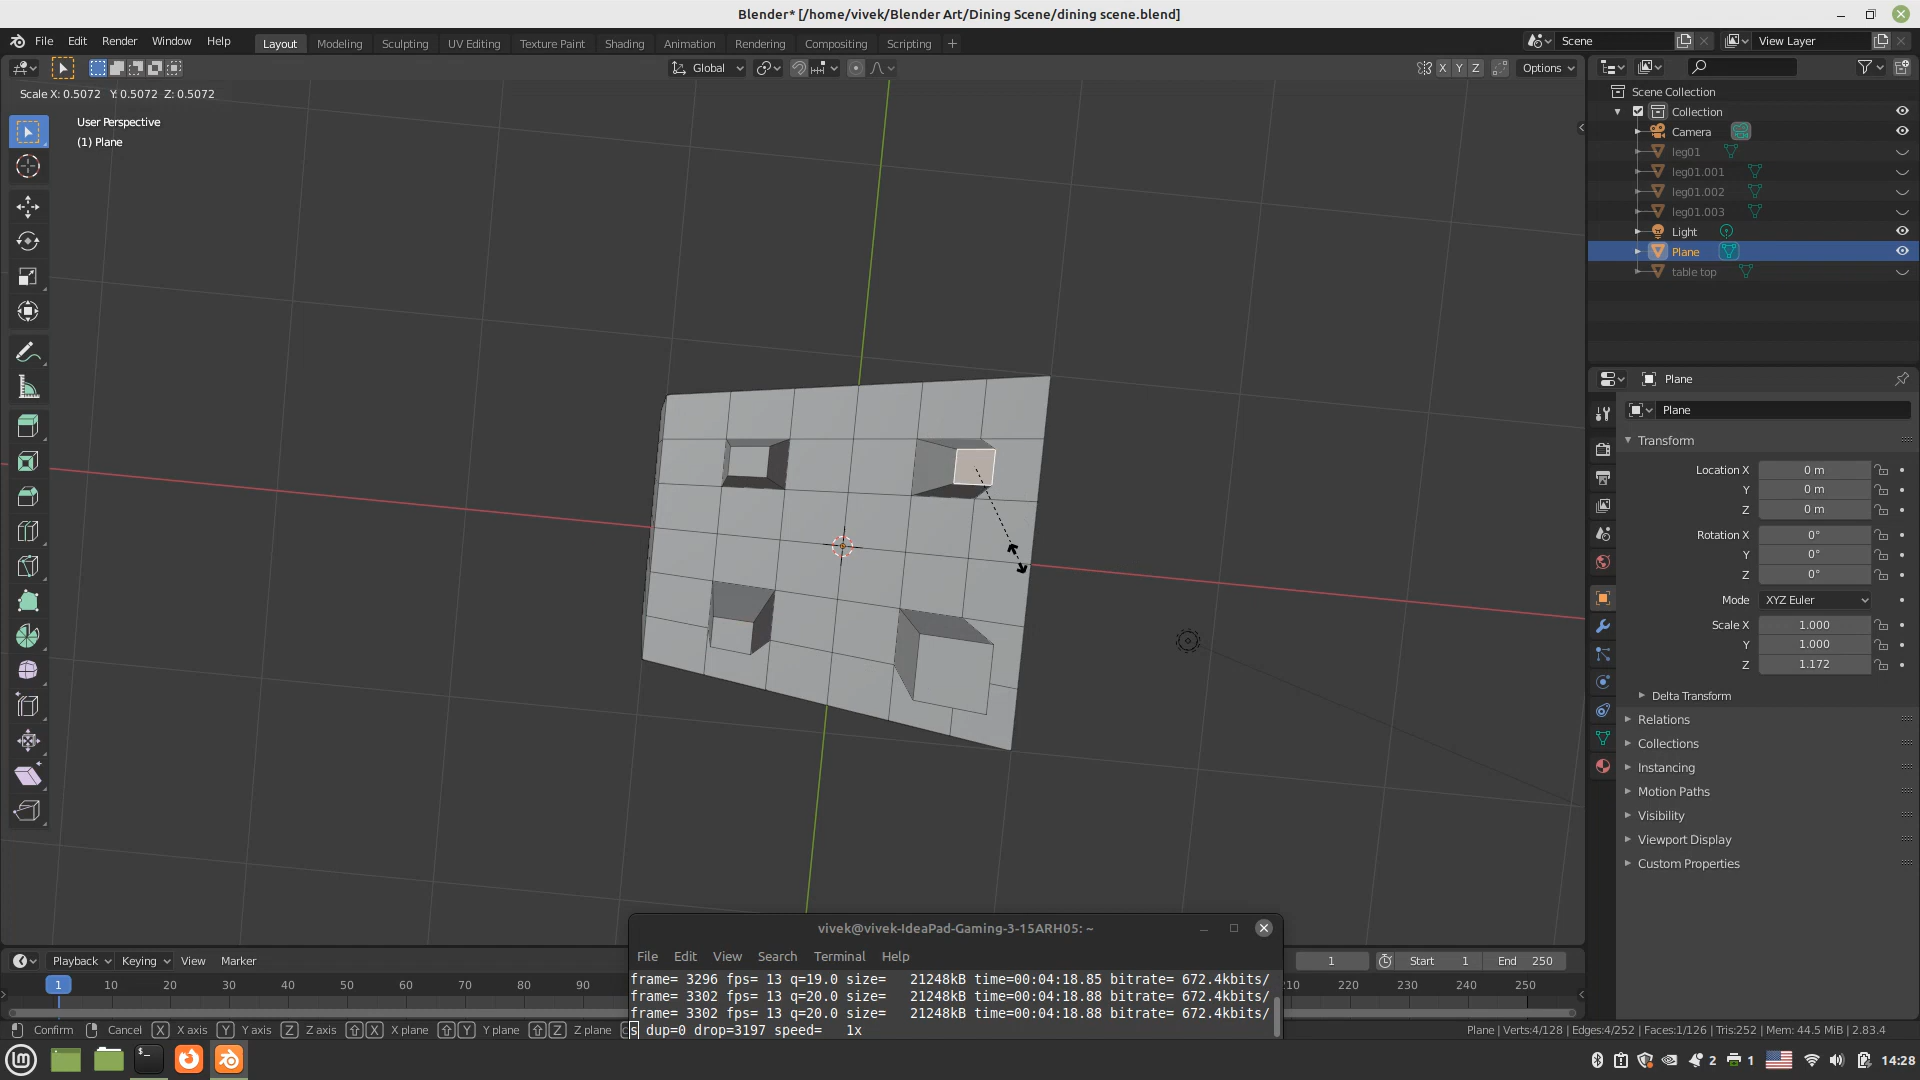 Blender* [/home/vivek/Blender Art/Dining Scene/dining scene.blend]
File Edit Render Window Help Layout Modeling Sculpting UV Editing Texture Paint Shading Animation Rendering Compositing Scripting + Scene View Layer
Global X Y Z Options
Scale X: 0.5072 Y: 0.5072 Z: 0.5072
User Perspective
(1) Plane
Scene Collection
Collection
Camera
leg01
leg01.001
leg01.002
leg01.003
Light
Plane
table top
Plane
Plane
Transform
Location X 0 m
Y 0 m
Z 0 m
Rotation X 0°
Y 0°
Z 0°
Mode XYZ Euler
Scale X 1.000
Y 1.000
Z 1.172
Delta Transform
Relations
Collections
Instancing
Motion Paths
Visibility
Viewport Display
Custom Properties
vivek@vivek-IdeaPad-Gaming-3-15ARH05: ~
File Edit View Search Terminal Help
frame= 3296 fps= 13 q=19.0 size= 21248kB time=00:04:18.85 bitrate= 672.4kbits/
frame= 3302 fps= 13 q=20.0 size= 21248kB time=00:04:18.88 bitrate= 672.4kbits/
frame= 3302 fps= 13 q=20.0 size= 21248kB time=00:04:18.88 bitrate= 672.4kbits/
s dup=0 drop=3197 speed= 1x
Playback Keying View Marker 1 Start 1 End 250
1 10 20 30 40 50 60 70 80 90 210 220 230 240 250
Confirm Cancel X X axis Y Y axis Z Z axis X X plane Y Y plane Z Z plane
Plane | Verts:4/128 | Edges:4/252 | Faces:1/126 | Tris:252 | Mem: 44.5 MiB | 2.83.4
2 1 14:28